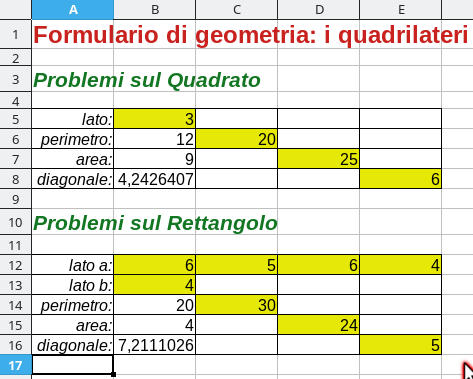 A B C D E
1 Formulario di geometria: i quadrilateri
2
3 Problemi sul Quadrato
4
5 lato: 3
6 perimetro: 12 20
7 area: 9 25
8 diagonale: 4,2426407 6
9
10 Problemi sul Rettangolo
11
12 lato a: 6 5 6 4
13 lato b: 4
14 perimetro: 20 30
15 area: 4 24
16 diagonale: 7,2111026 5
17